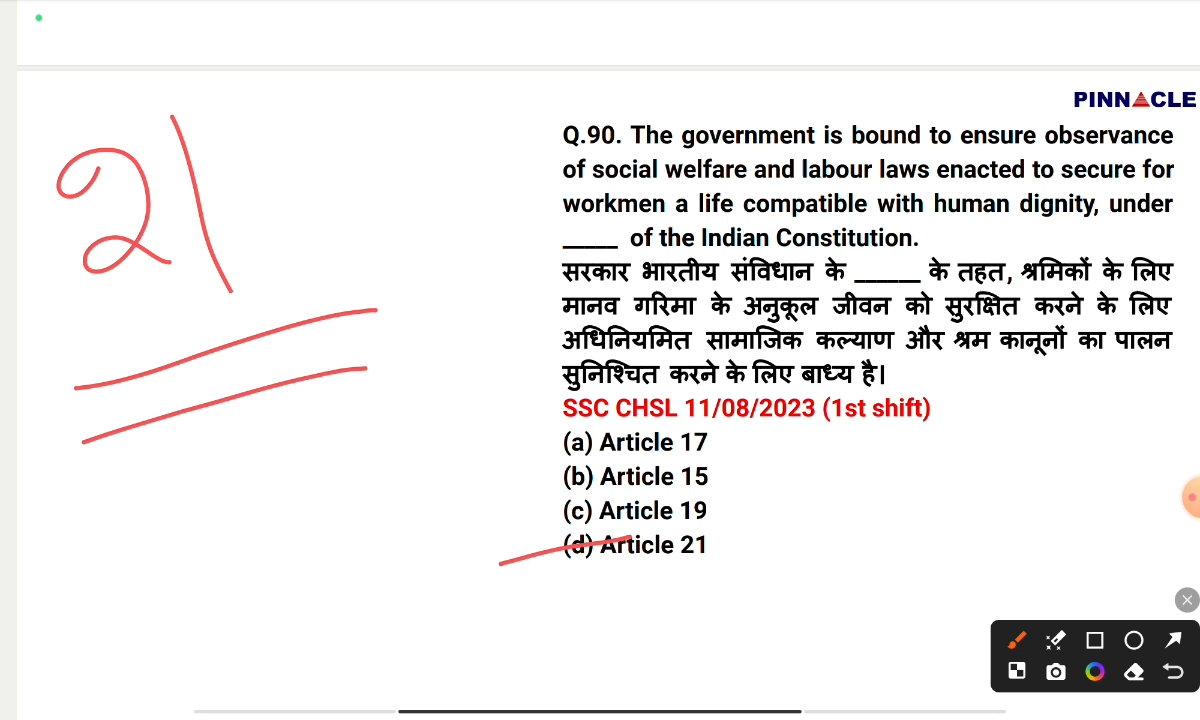 21
PINNACLE
Q.90. The government is bound to ensure observance
of social welfare and labour laws enacted to secure for
workmen a life compatible with human dignity, under
_____ of the Indian Constitution.
सरकार भारतीय संविधान के ______ के तहत, श्रमिकों के लिए
मानव गरिमा के अनुकूल जीवन को सुरक्षित करने के लिए
अधिनियमित सामाजिक कल्याण और श्रम कानूनों का पालन
सुनिश्चित करने के लिए बाध्य है।
SSC CHSL 11/08/2023 (1st shift)
(a) Article 17
(b) Article 15
(c) Article 19
(d) Article 21